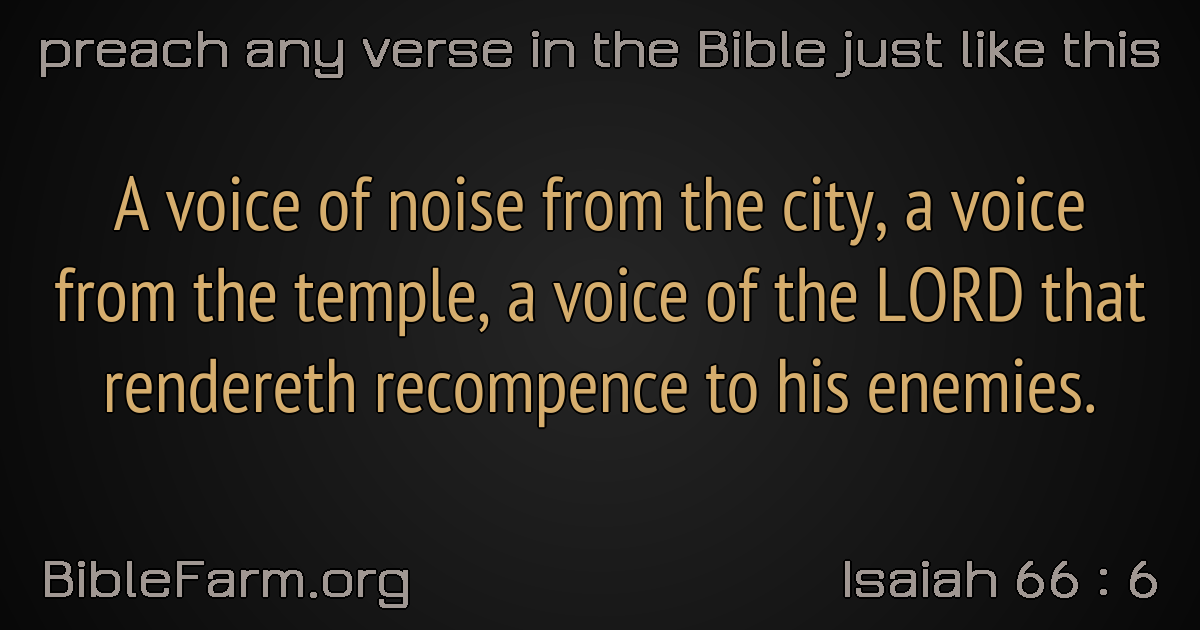 preach any verse in the Bible just like this
A voice of noise from the city, a voice
from the temple, a voice of the LORD that
rendereth recompence to his enemies.
BibleFarm.org
Isaiah 66 : 6